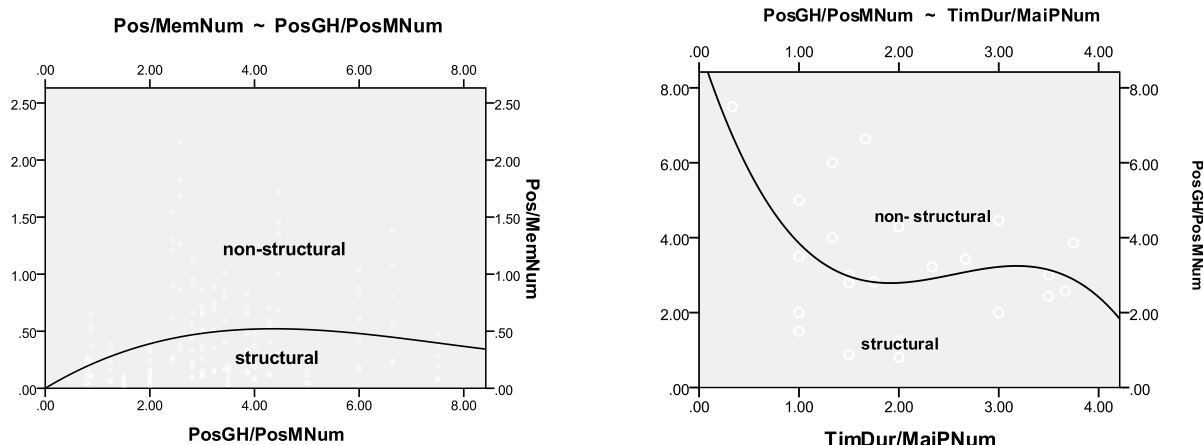 Pos/MemNum ~ PosGH/PosMNum
.00 2.00 4.00 6.00 8.00
2.50 2.50
2.00 2.00
1.50 1.50
1.00 1.00
.50 .50
.00 .00
non-structural
structural
Pos/MemNum
.00 2.00 4.00 6.00 8.00
PosGH/PosMNum
PosGH/PosMNum ~ TimDur/MaiPNum
.00 1.00 2.00 3.00 4.00
8.00 8.00
6.00 6.00
4.00 4.00
2.00 2.00
.00 .00
non- structural
structural
PosGH/PosMNum
.00 1.00 2.00 3.00 4.00
TimDur/MaiPNum